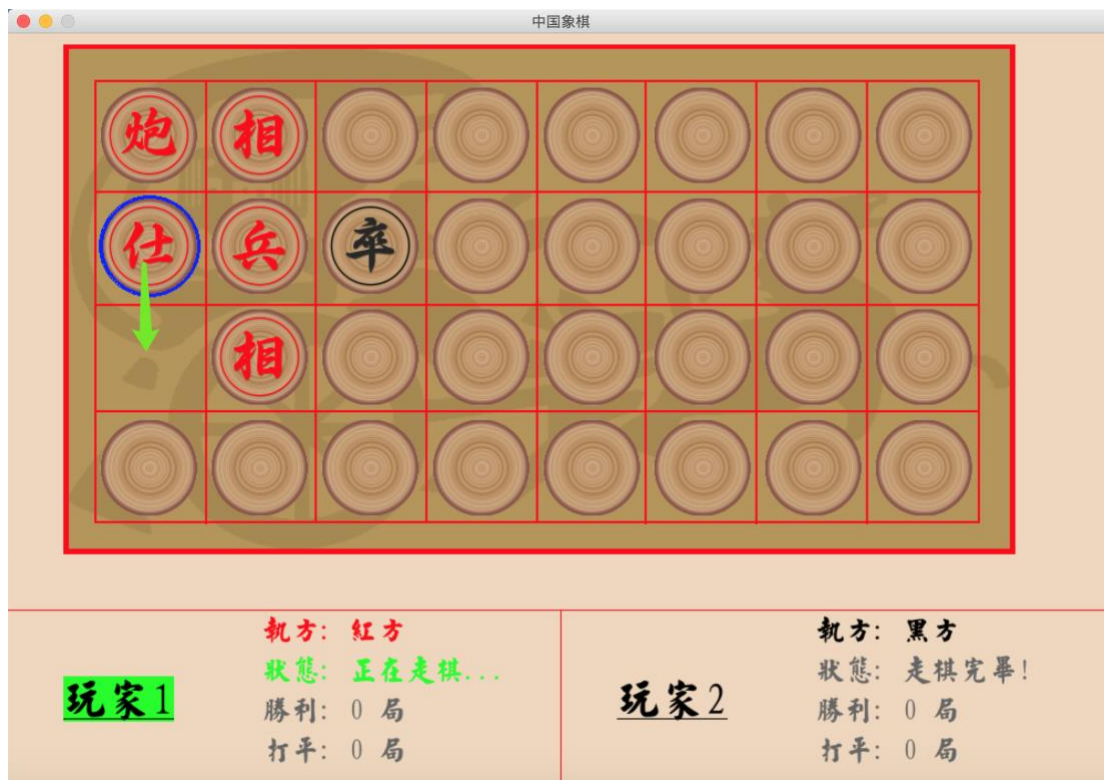 中国象棋
炮 相
仕 兵 卒
相
執方: 紅方
狀態: 正在走棋...
玩家1
勝利: 0 局
打平: 0 局
執方: 黑方
狀態: 走棋完畢!
玩家2
勝利: 0 局
打平: 0 局